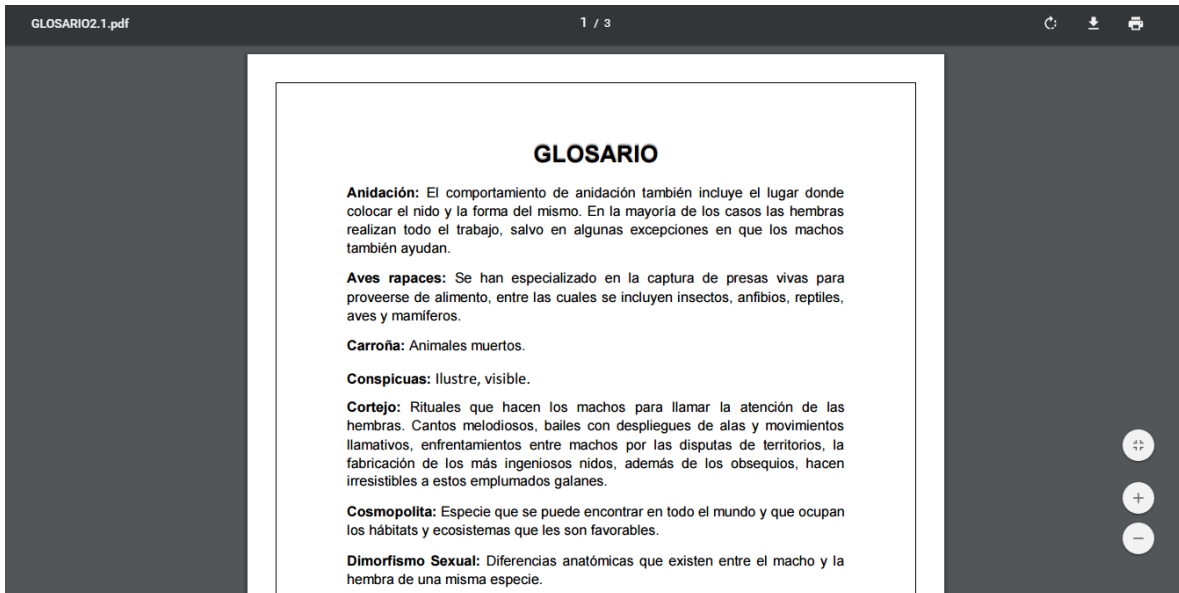 GLOSARIO2.1.pdf
1 / 3
GLOSARIO
Anidación: El comportamiento de anidación también incluye el lugar donde
colocar el nido y la forma del mismo. En la mayoría de los casos las hembras
realizan todo el trabajo, salvo en algunas excepciones en que los machos
también ayudan.
Aves rapaces: Se han especializado en la captura de presas vivas para
proveerse de alimento, entre las cuales se incluyen insectos, anfibios, reptiles,
aves y mamíferos.
Carroña: Animales muertos.
Conspicuas: Ilustre, visible.
Cortejo: Rituales que hacen los machos para llamar la atención de las
hembras. Cantos melodiosos, bailes con despliegues de alas y movimientos
llamativos, enfrentamientos entre machos por las disputas de territorios, la
fabricación de los más ingeniosos nidos, además de los obsequios, hacen
irresistibles a estos emplumados galanes.
Cosmopolita: Especie que se puede encontrar en todo el mundo y que ocupan
los hábitats y ecosistemas que les son favorables.
Dimorfismo Sexual: Diferencias anatómicas que existen entre el macho y la
hembra de una misma especie.